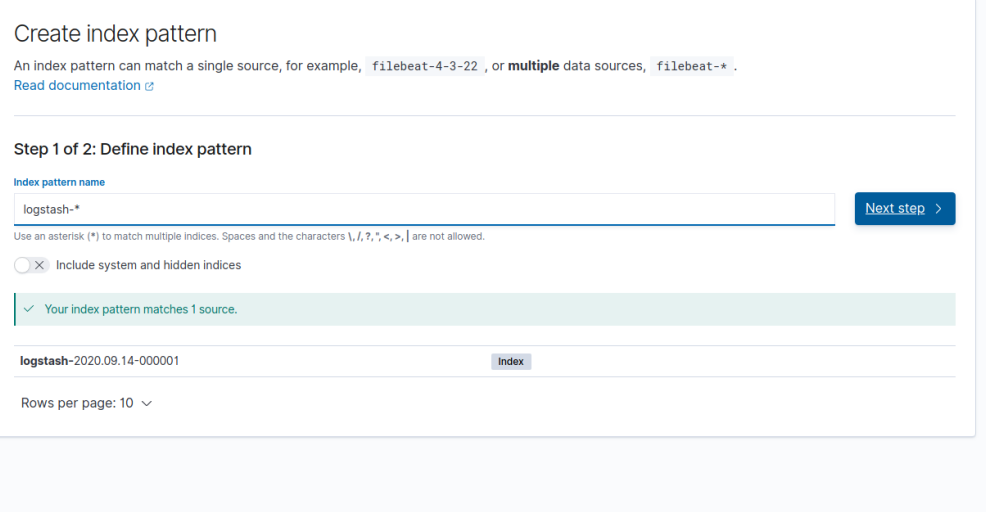 Create index pattern
An index pattern can match a single source, for example, filebeat-4-3-22 , or multiple data sources, filebeat-* .
Read documentation
Step 1 of 2: Define index pattern
Index pattern name
logstash-*
Next step
Use an asterisk (*) to match multiple indices. Spaces and the characters \, /, ?, ", <, >, | are not allowed.
Include system and hidden indices
Your index pattern matches 1 source.
logstash-2020.09.14-000001 Index
Rows per page: 10